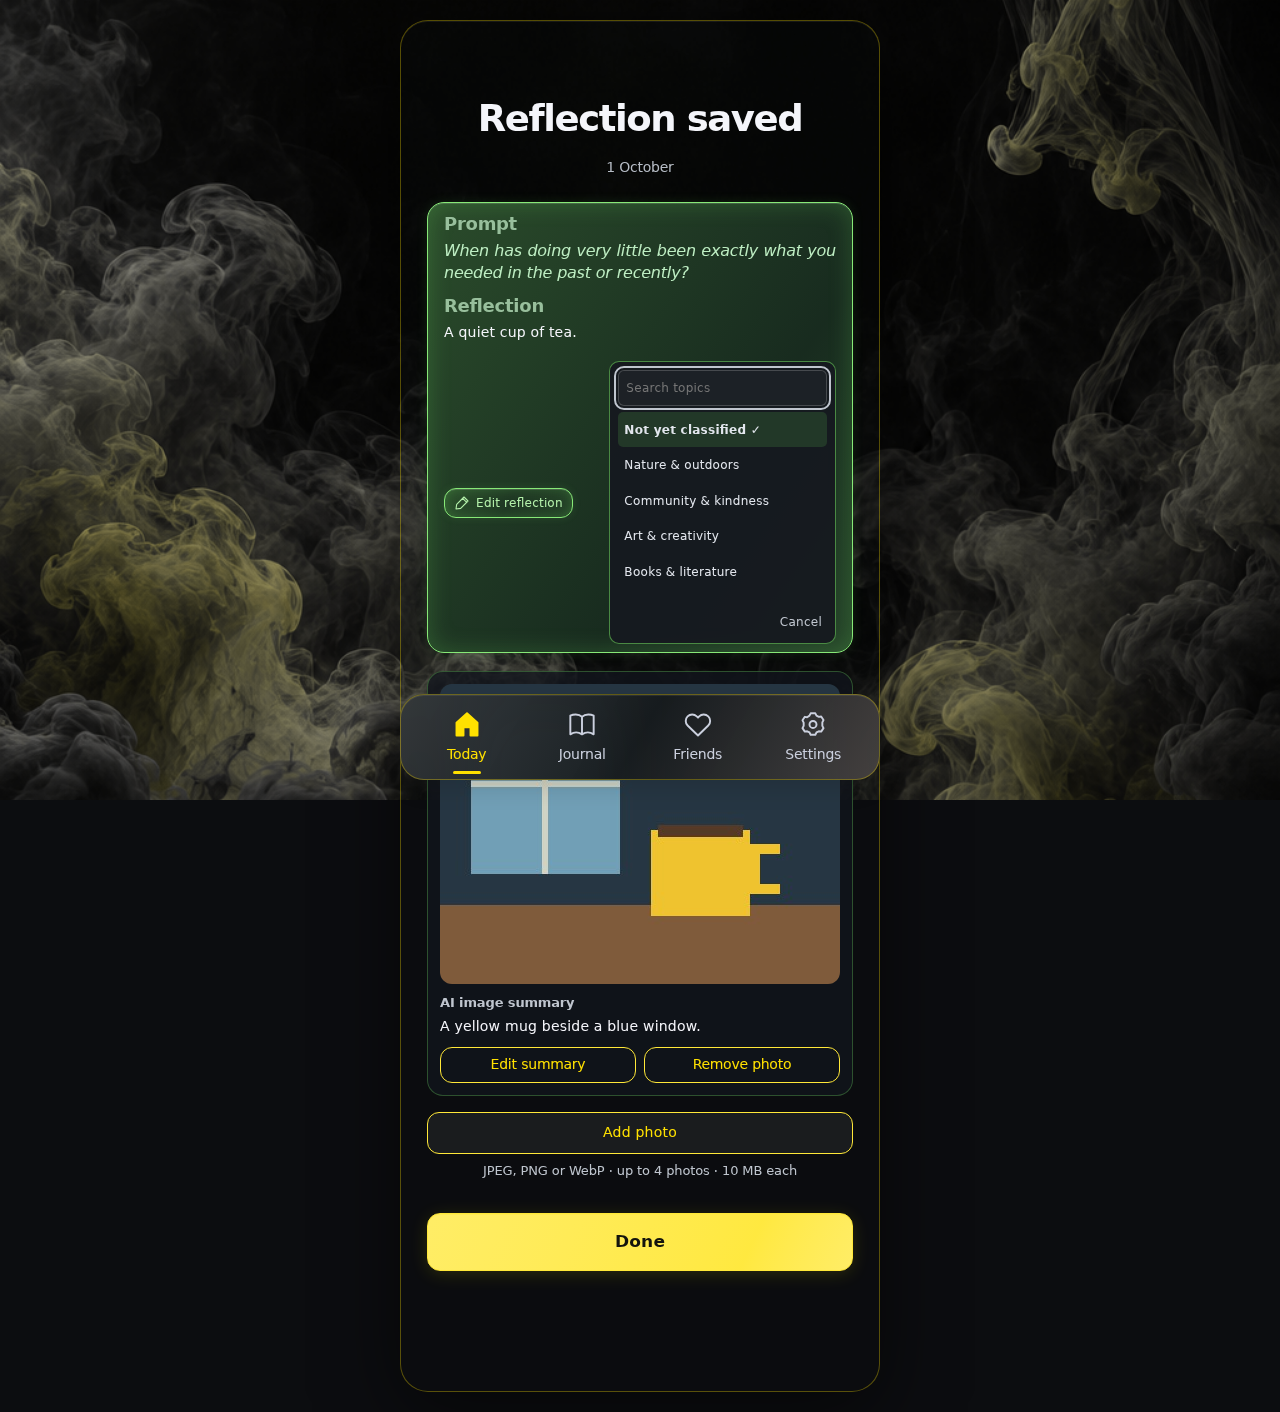 Reflection saved
1 October
Prompt
When has doing very little been exactly what you
needed in the past or recently?
Reflection
A quiet cup of tea.
Search topics
Not yet classified ✓
Nature & outdoors
Community & kindness
Edit reflection
Art & creativity
Books & literature
Cancel
Today
Journal
Friends
Settings
AI image summary
A yellow mug beside a blue window.
Edit summary
Remove photo
Add photo
JPEG, PNG or WebP · up to 4 photos · 10 MB each
Done